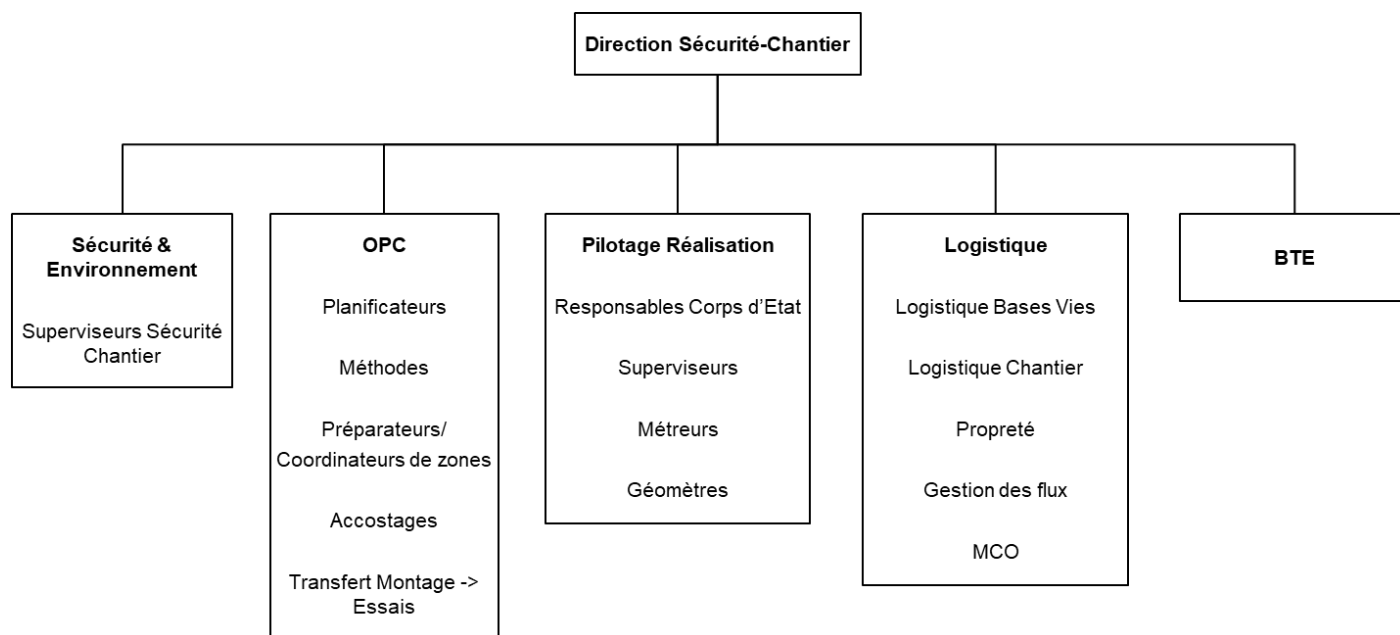 Direction Sécurité-Chantier
Sécurité &
Environnement
Superviseurs Sécurité
Chantier
OPC
Planificateurs
Méthodes
Préparateurs/
Coordinateurs de zones
Accostages
Transfert Montage ->
Essais
Pilotage Réalisation
Responsables Corps d'Etat
Superviseurs
Métreurs
Géomètres
Logistique
Logistique Bases Vies
Logistique Chantier
Propreté
Gestion des flux
MCO
BTE